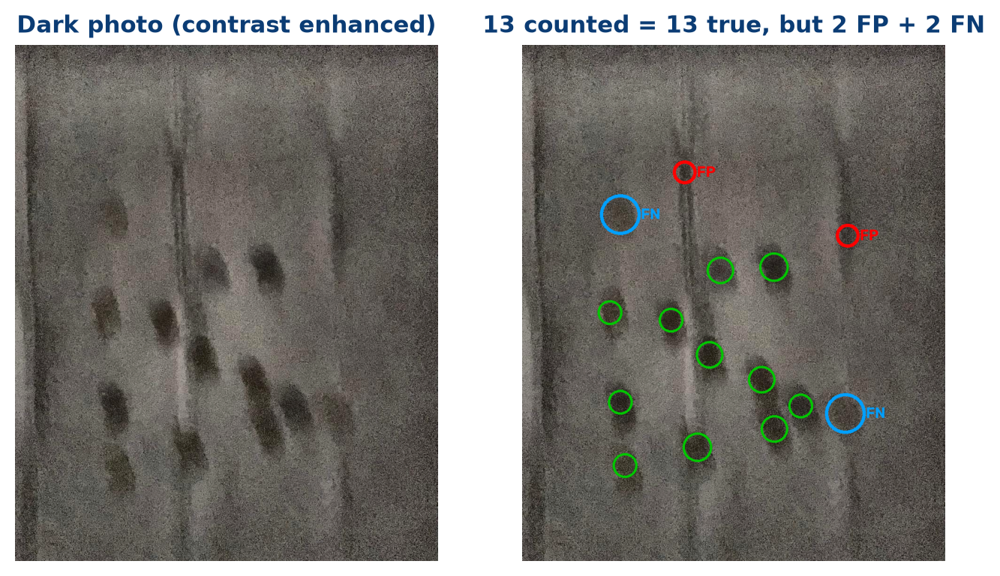 Dark photo (contrast enhanced)
13 counted = 13 true, but 2 FP + 2 FN
FP
FN
FP
FN